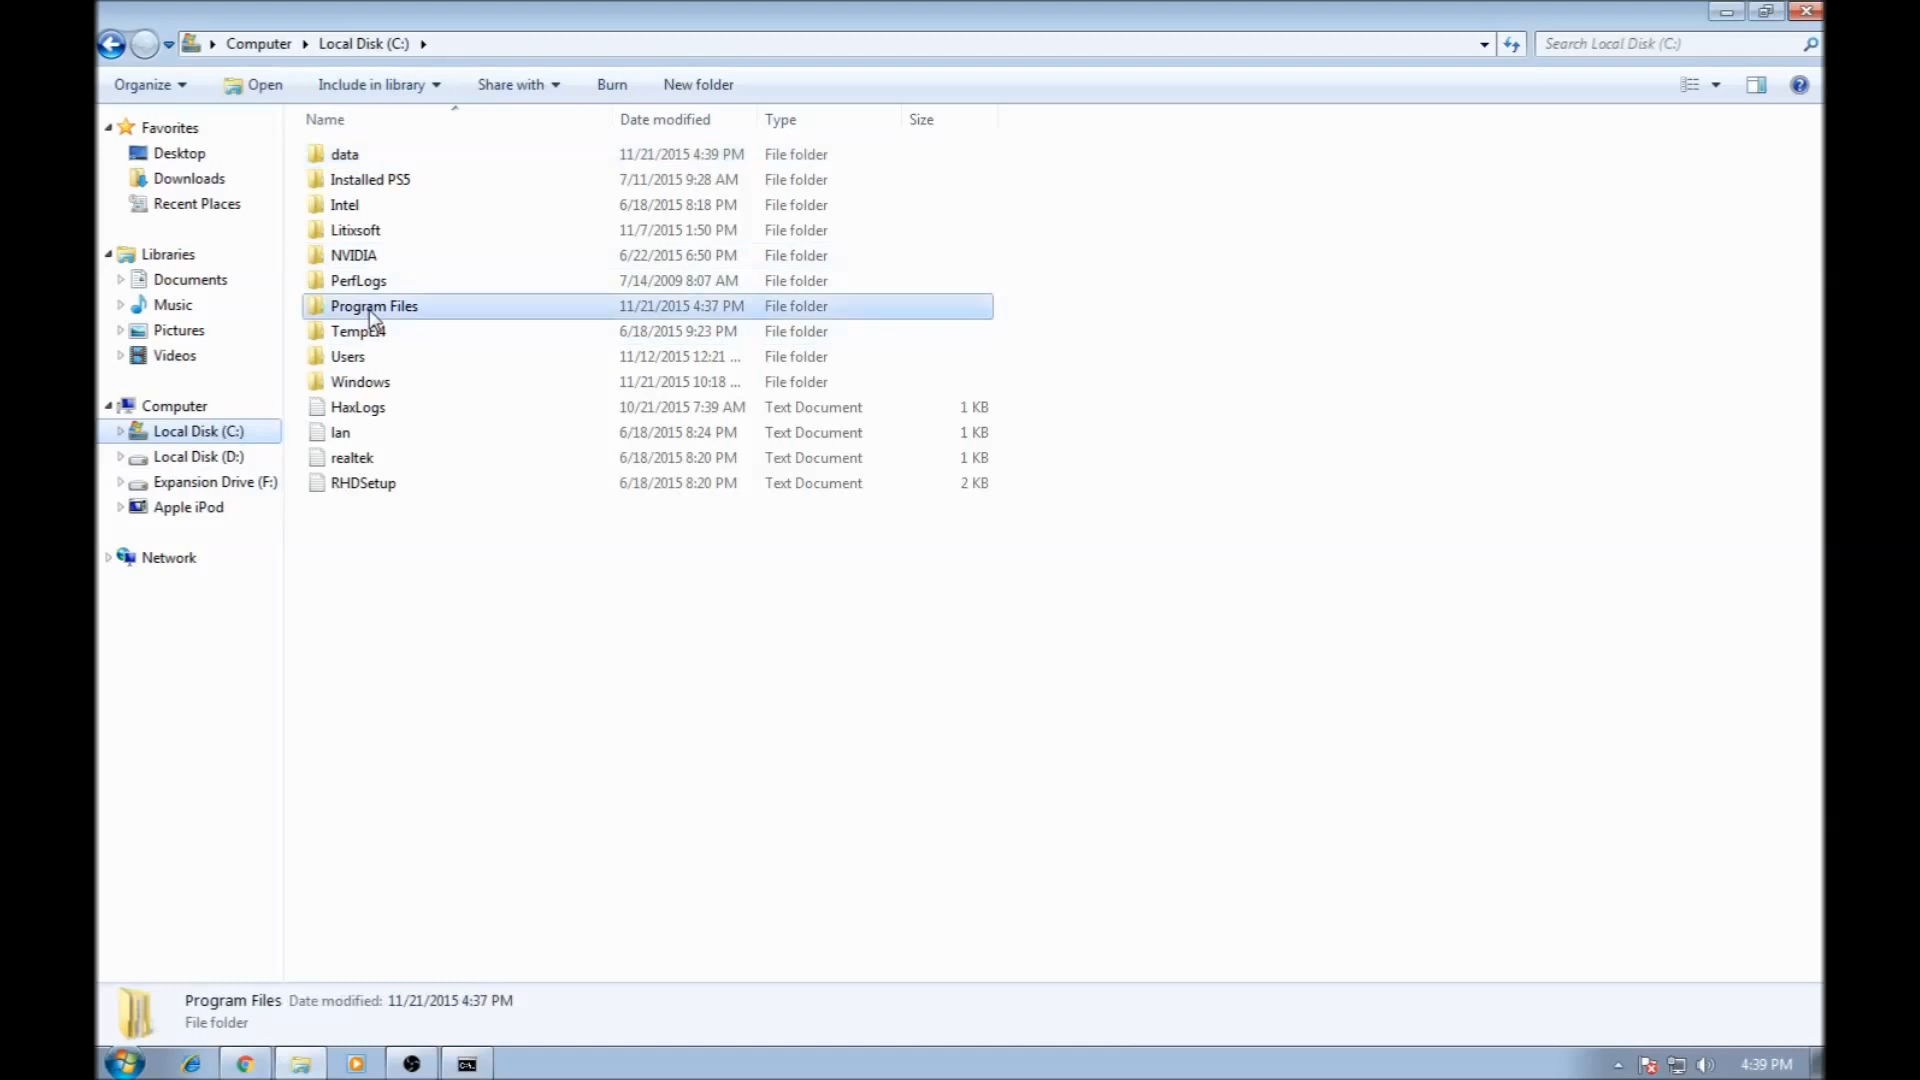 Computer Local Disk (C:) Search Local Disk (C:)
Organize Open Include in library Share with Burn New folder
Name Date modified Type Size
Favorites
Desktop
Downloads
Recent Places
Libraries
Documents
Music
Pictures
Videos
Computer
Local Disk (C:)
Local Disk (D:)
Expansion Drive (F:)
Apple iPod
Network
data 11/21/2015 4:39 PM File folder
Installed PS5 7/11/2015 9:28 AM File folder
Intel 6/18/2015 8:18 PM File folder
Litixsoft 11/7/2015 1:50 PM File folder
NVIDIA 6/22/2015 6:50 PM File folder
PerfLogs 7/14/2009 8:07 AM File folder
Program Files 11/21/2015 4:37 PM File folder
6/18/2015 9:23 PM File folder
Users 11/12/2015 12:21 ... File folder
Windows 11/21/2015 10:18 ... File folder
HaxLogs 10/21/2015 7:39 AM Text Document 1 KB
lan 6/18/2015 8:24 PM Text Document 1 KB
realtek 6/18/2015 8:20 PM Text Document 1 KB
RHDSetup 6/18/2015 8:20 PM Text Document 2 KB
Program Files Date modified: 11/21/2015 4:37 PM
File folder
4:39 PM